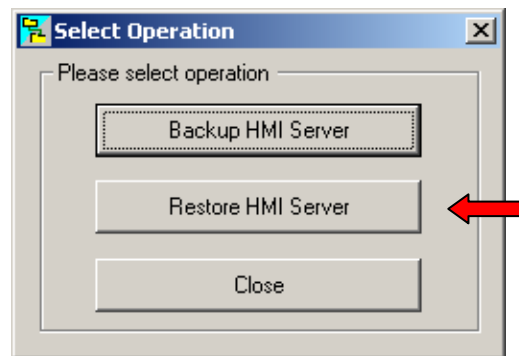 Select Operation
Please select operation
Backup HMI Server
Restore HMI Server
Close